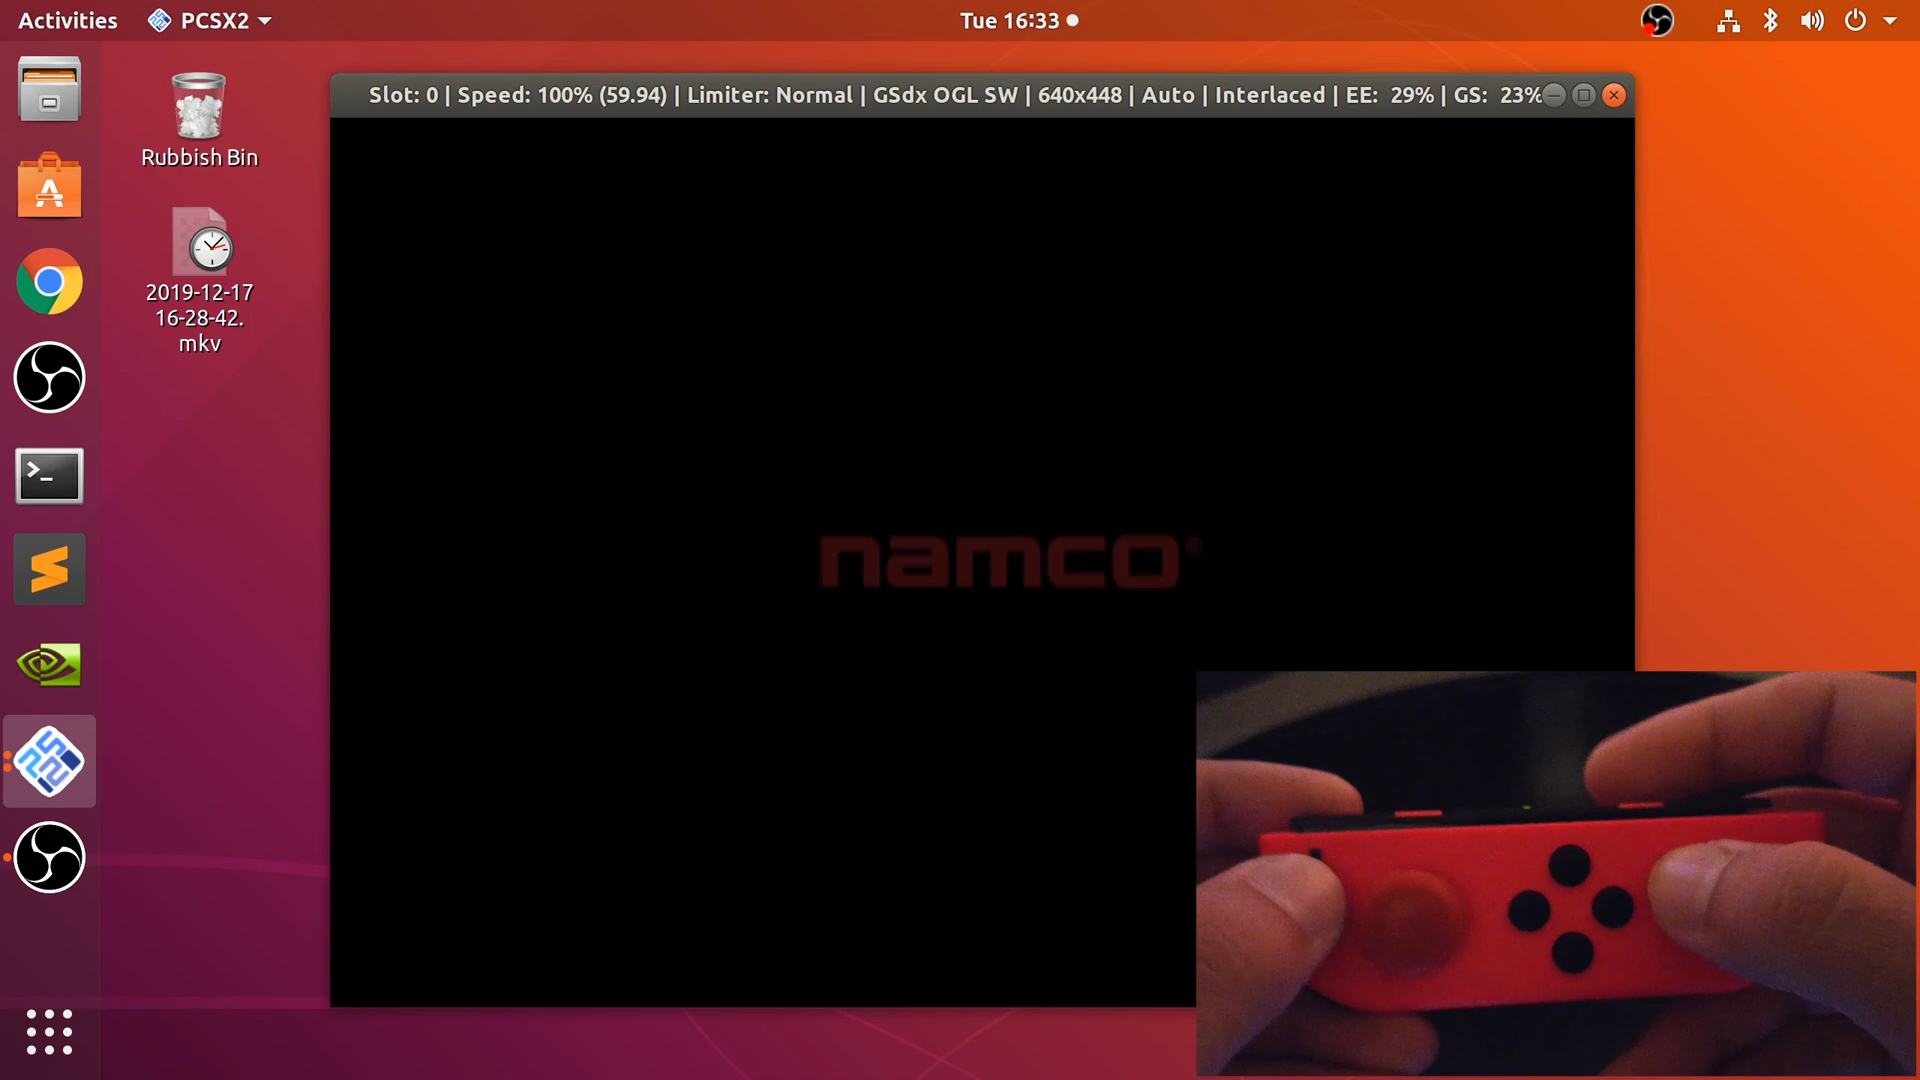 Activities
PCSX2
Tue 16:33
Rubbish Bin
2019-12-17
16-28-42.
mkv
Slot: 0 | Speed: 100% (59.94) | Limiter: Normal | GSdx OGL SW | 640x448 | Auto | Interlaced | EE: 29% | GS: 23%
namco®